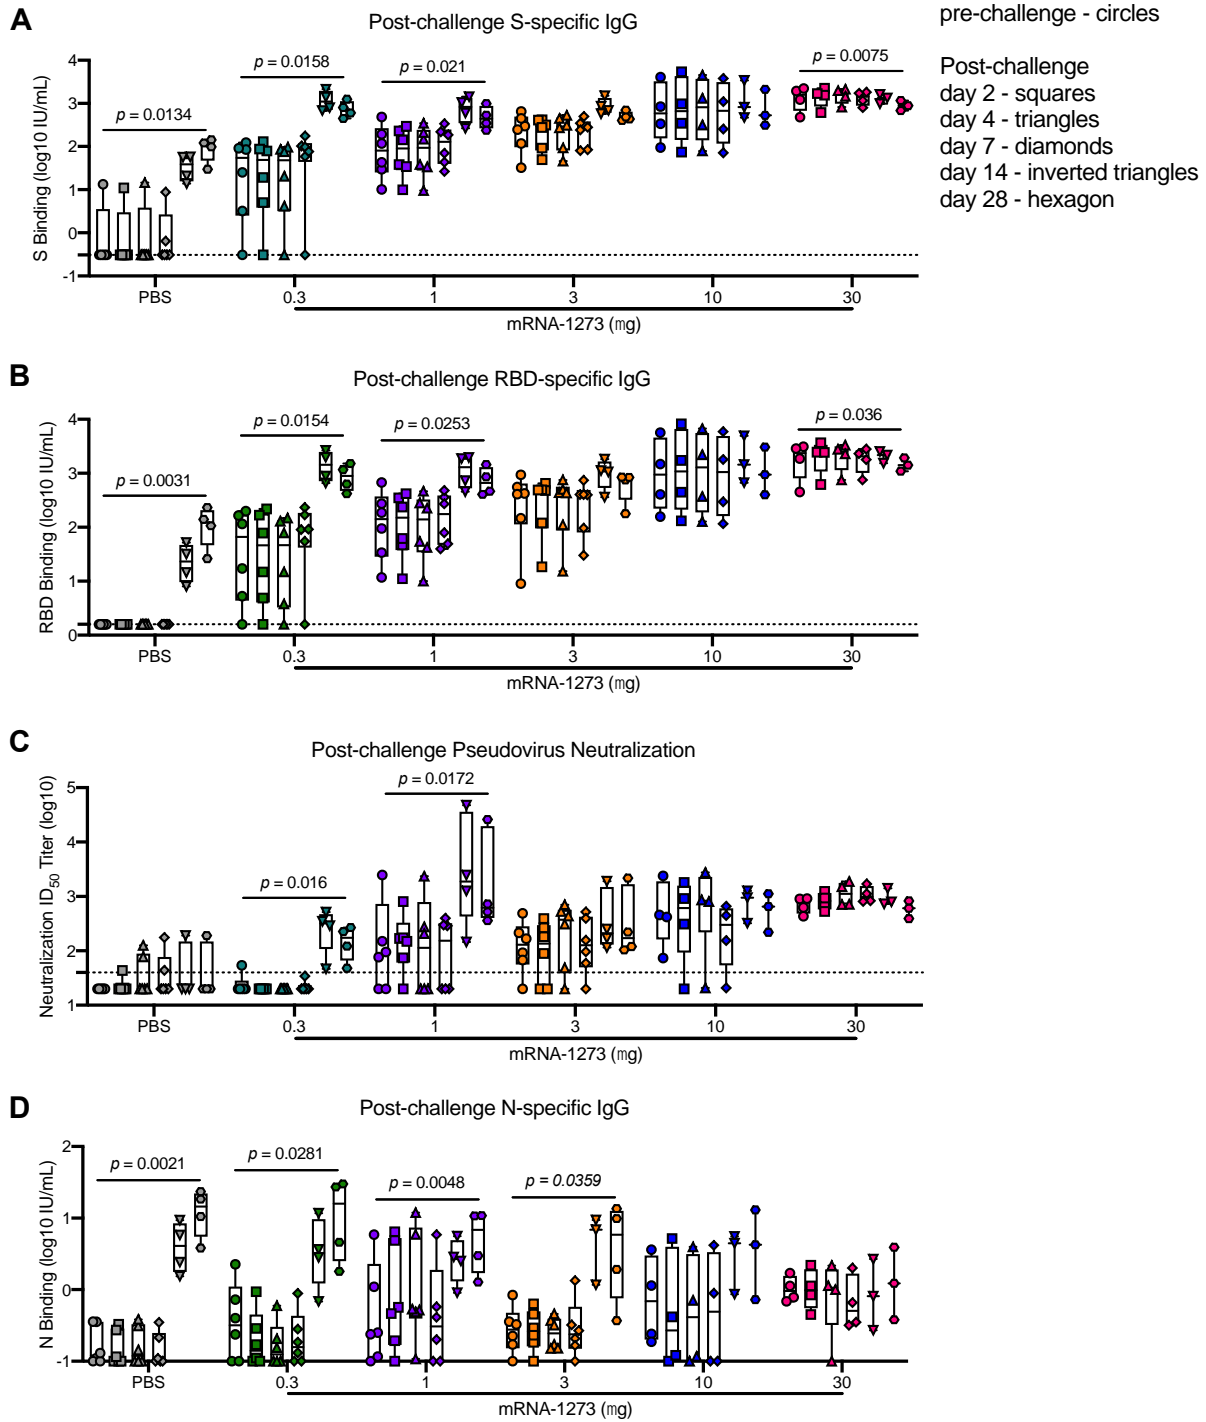 A
Post-challenge S-specific IgG
pre-challenge - circles
Post-challenge
day 2 - squares
day 4 - triangles
day 7 - diamonds
day 14 - inverted triangles
day 28 - hexagon
S Binding (log10 IU/mL)
4
3
2
1
0
-1
p = 0.0134
p = 0.0158
p = 0.021
p = 0.0075
PBS 0.3 1 3 10 30
mRNA-1273 (mg)
B
Post-challenge RBD-specific IgG
RBD Binding (log10 IU/mL)
4
3
2
1
0
p = 0.0031
p = 0.0154
p = 0.0253
p = 0.036
PBS 0.3 1 3 10 30
mRNA-1273 (mg)
C
Post-challenge Pseudovirus Neutralization
Neutralization ID50 Titer (log10)
5
4
3
2
1
p = 0.016
p = 0.0172
PBS 0.3 1 3 10 30
mRNA-1273 (mg)
D
Post-challenge N-specific IgG
N Binding (log10 IU/mL)
2
1
0
-1
p = 0.0021
p = 0.0281
p = 0.0048
p = 0.0359
PBS 0.3 1 3 10 30
mRNA-1273 (mg)